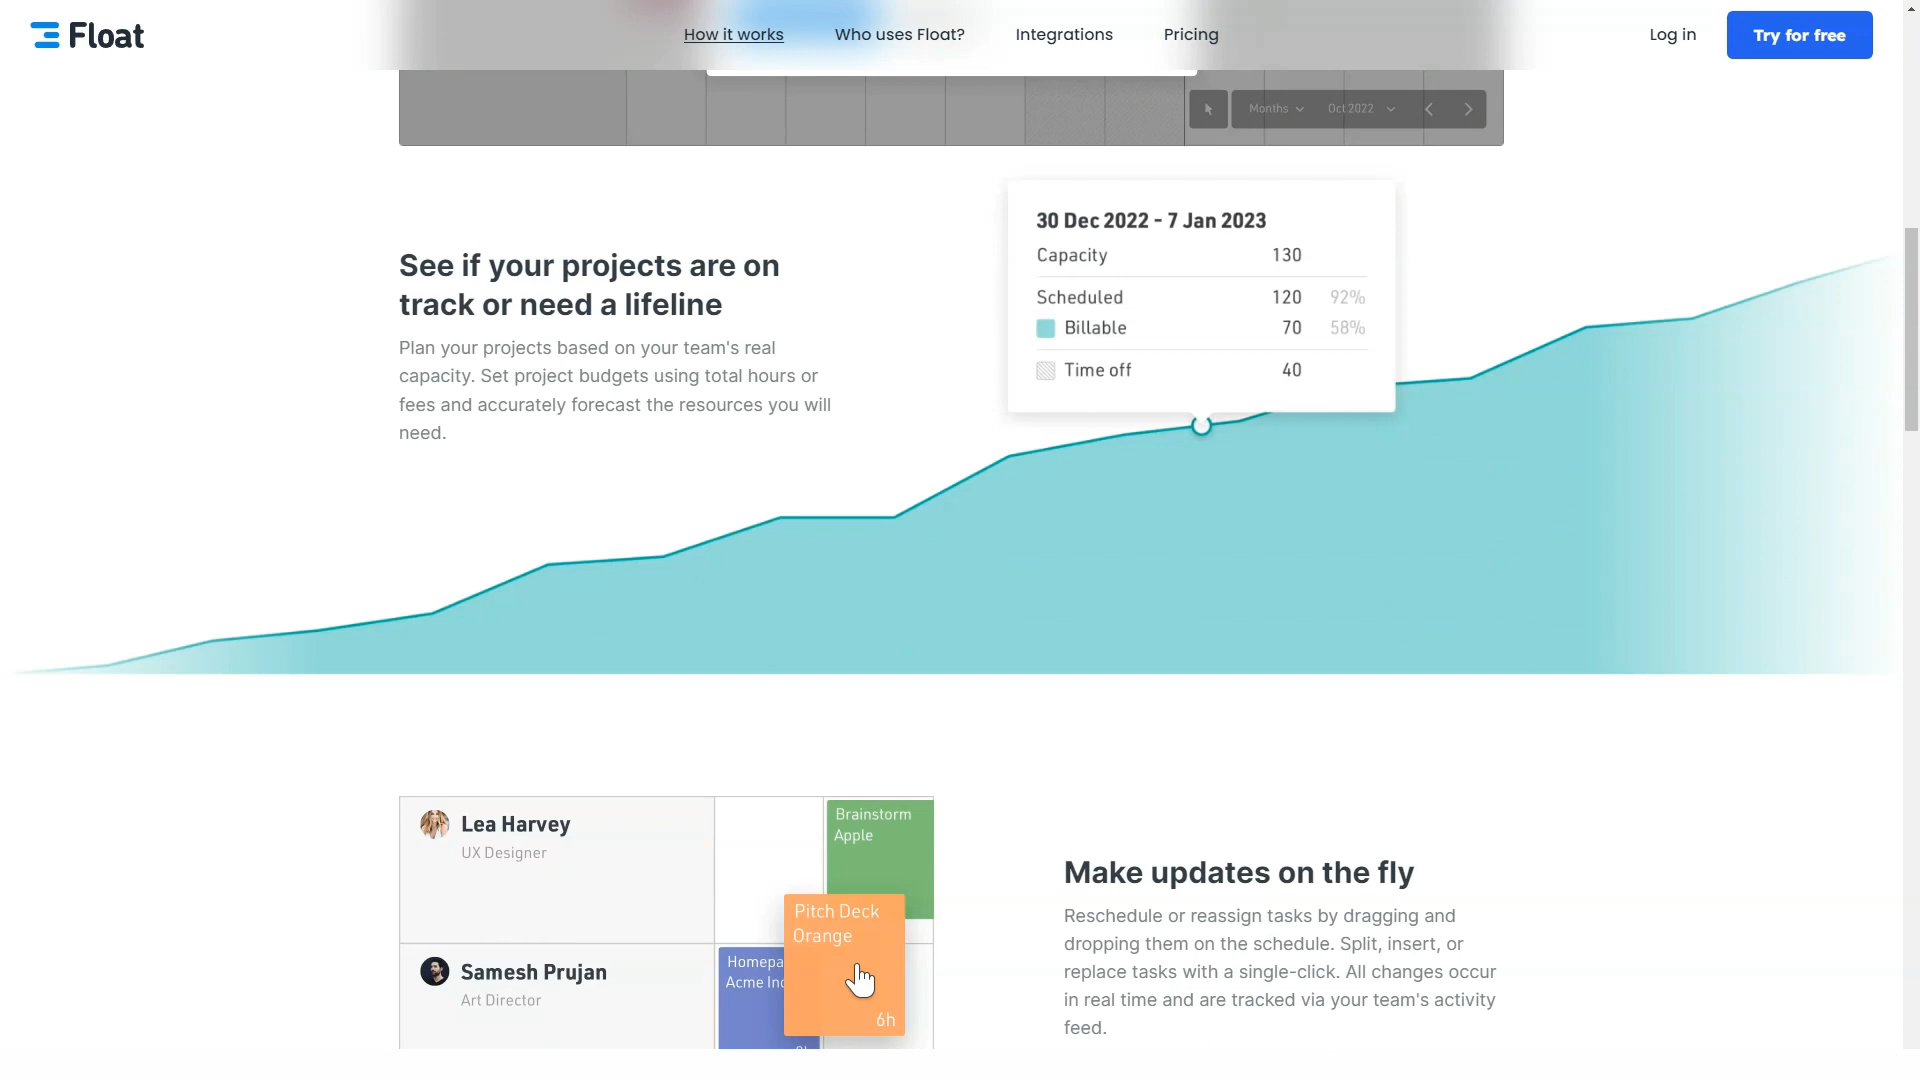 Float
How it works
Who uses Float?
Integrations
Pricing
Log in
Try for free
Months
Oct 2022
30 Dec 2022 - 7 Jan 2023
Capacity 130
Scheduled 120 92%
Billable 70 58%
Time off 40
See if your projects are on
track or need a lifeline
Plan your projects based on your team's real
capacity. Set project budgets using total hours or
fees and accurately forecast the resources you will
need.
Lea Harvey
UX Designer
Brainstorm
Apple
Pitch Deck
Orange
6h
Samesh Prujan
Art Director
Homepa
Acme Inc
Make updates on the fly
Reschedule or reassign tasks by dragging and
dropping them on the schedule. Split, insert, or
replace tasks with a single-click. All changes occur
in real time and are tracked via your team's activity
feed.